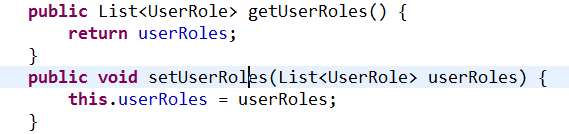 public List<UserRole> getUserRoles() {
return userRoles;
}
public void setUserRoles(List<UserRole> userRoles) {
this.userRoles = userRoles;
}